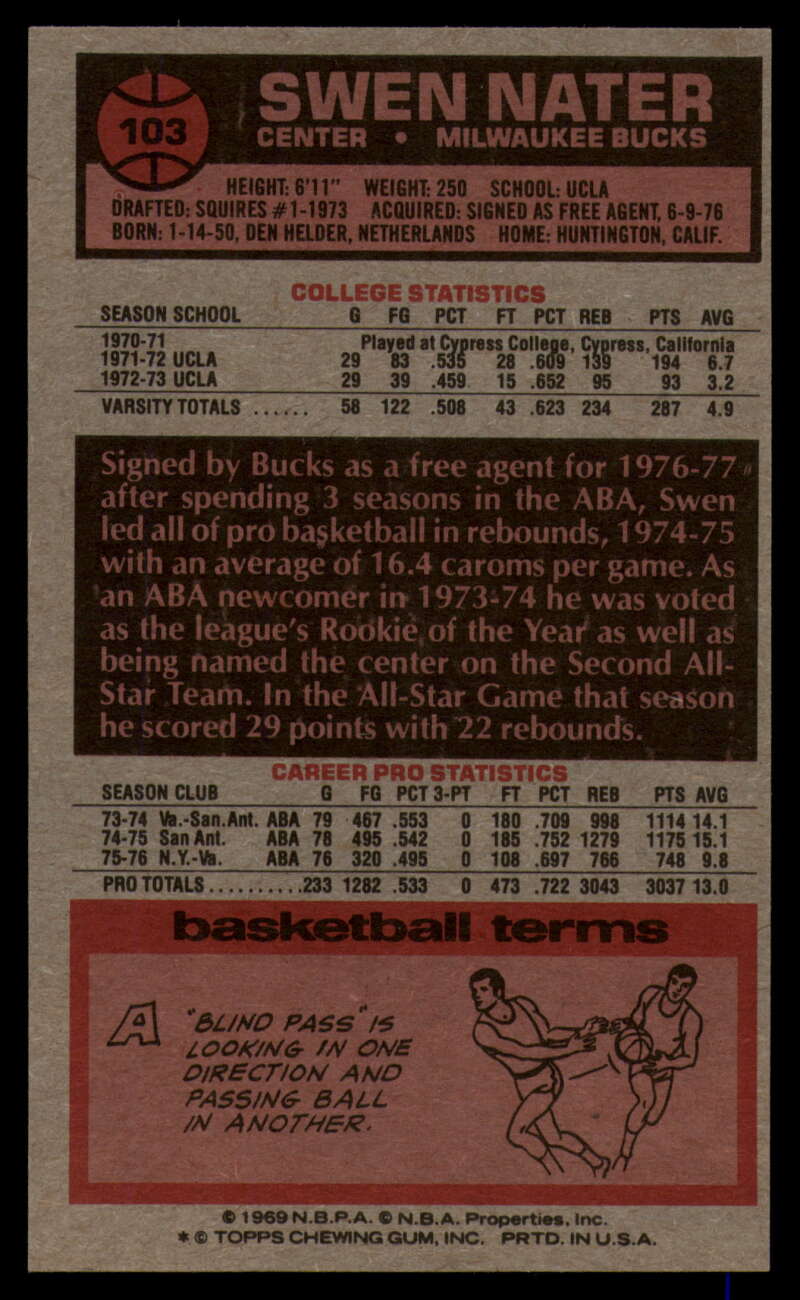 103
SWEN NATER
CENTER • MILWAUKEE BUCKS
HEIGHT: 6'11" WEIGHT: 250 SCHOOL: UCLA
DRAFTED: SQUIRES #1-1973 ACQUIRED: SIGNED AS FREE AGENT, 6-9-76
BORN: 1-14-50, DEN HELDER, NETHERLANDS HOME: HUNTINGTON, CALIF.
COLLEGE STATISTICS
SEASON SCHOOL G FG PCT FT PCT REB PTS AVG
1970-71 Played at Cypress College, Cypress, California
1971-72 UCLA 29 83 .535 28 .609 139 194 6.7
1972-73 UCLA 29 39 .459 15 .652 95 93 3.2
VARSITY TOTALS ...... 58 122 .508 43 .623 234 287 4.9
Signed by Bucks as a free agent for 1976-77
after spending 3 seasons in the ABA, Swen
led all of pro basketball in rebounds, 1974-75
with an average of 16.4 caroms per game. As
an ABA newcomer in 1973-74 he was voted
as the league's Rookie of the Year as well as
being named the center on the Second All-
Star Team. In the All-Star Game that season
he scored 29 points with 22 rebounds.
CAREER PRO STATISTICS
SEASON CLUB G FG PCT 3-PT FT PCT REB PTS AVG
73-74 Va.-San.Ant. ABA 79 467 .553 0 180 .709 998 1114 14.1
74-75 San Ant. ABA 78 495 .542 0 185 .752 1279 1175 15.1
75-76 N.Y.-Va. ABA 76 320 .495 0 108 .697 766 748 9.8
PRO TOTALS..........233 1282 .533 0 473 .722 3043 3037 13.0
basketball terms
A "BLIND PASS" IS
LOOKING IN ONE
DIRECTION AND
PASSING BALL
IN ANOTHER.
© 1969 N.B.P.A. © N.B.A. Properties, Inc.
* © TOPPS CHEWING GUM, INC. PRTD. IN U.S.A.